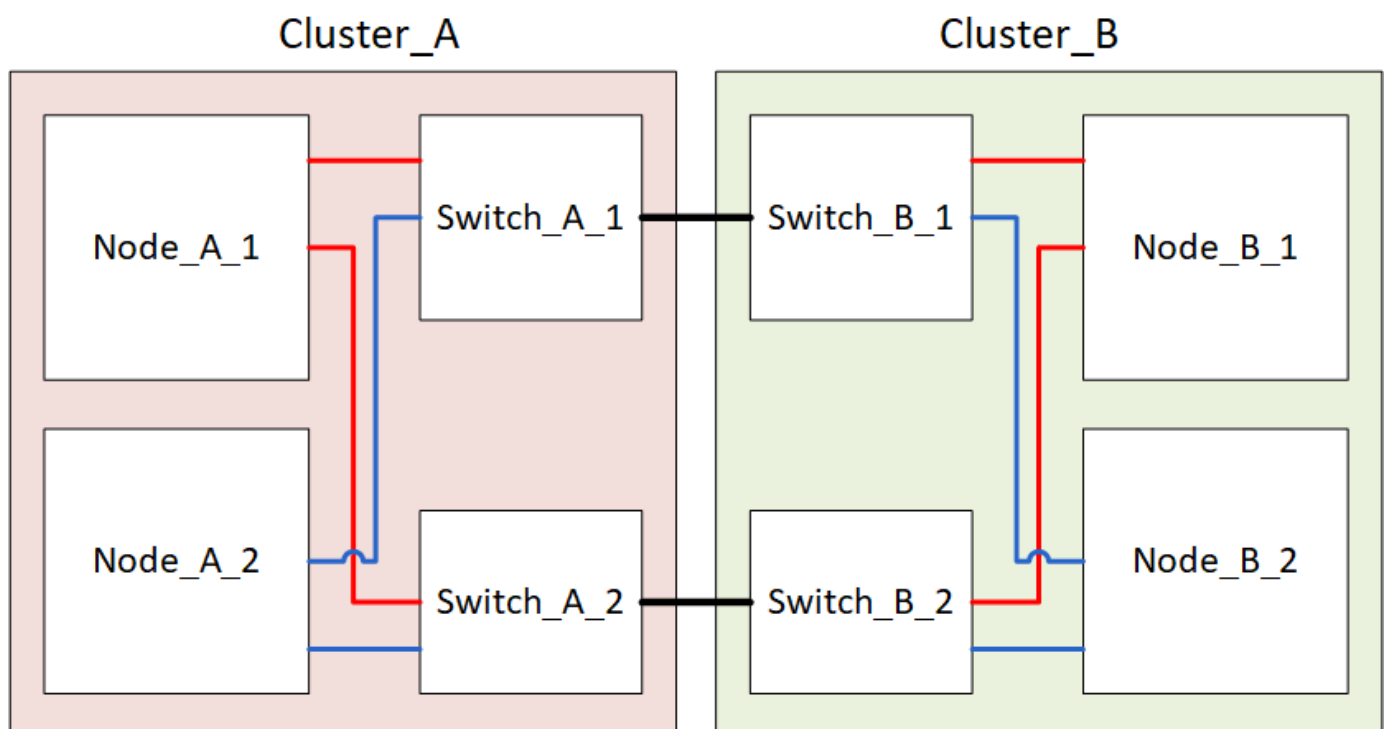 Cluster_A
Cluster_B
Node_A_1
Switch_A_1
Switch_B_1
Node_B_1
Node_A_2
Switch_A_2
Switch_B_2
Node_B_2